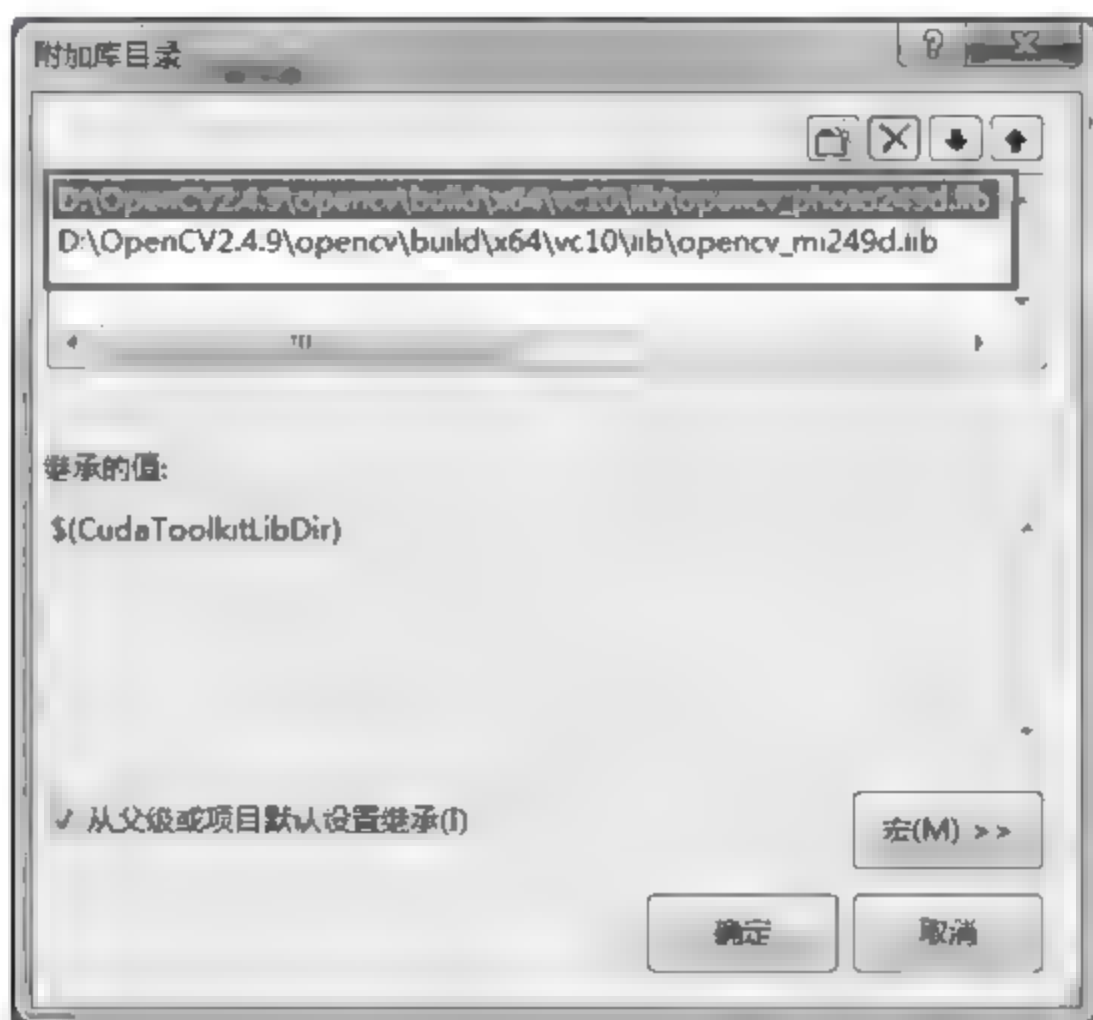 附加库目录
D:\OpenCV2.4.9\opencv\build\x64\vc10\lib\opencv_photo249d.lib
D:\OpenCV2.4.9\opencv\build\x64\vc10\lib\opencv_ml249d.lib
继承的值:
$(CudaToolkitLibDir)
从父级或项目默认设置继承(I)
宏(M) >>
确定
取消